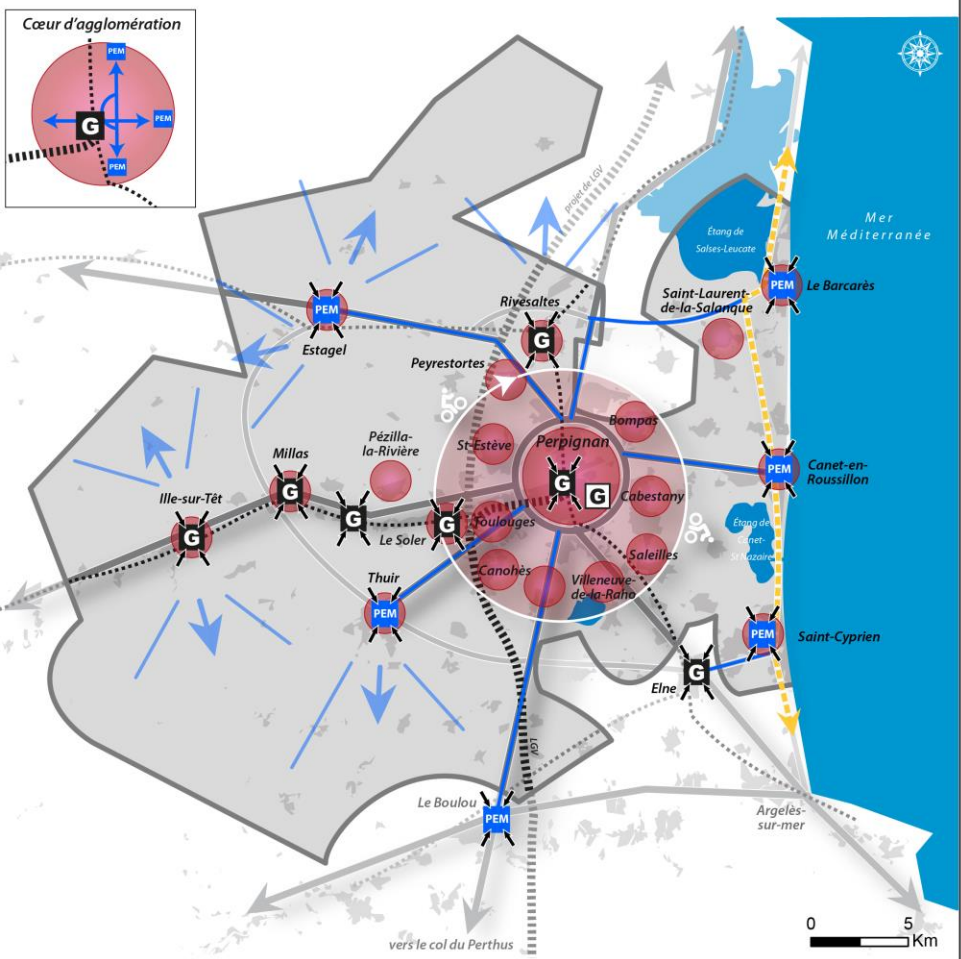 Cœur d'agglomération
PEM
G
PEM
PEM
projet de LGV
Mer
Méditerranée
Étang de
Salses-Leucate
Saint-Laurent-
de-la-Salanque
PEM
Le Barcarès
Rivesaltes
G
PEM
Estagel
Peyrestortes
Bompas
Perpignan
St-Estève
Pézilla-
la-Rivière
Millas
G
Canet-en-
Roussillon
PEM
G
G
Cabestany
Ille-sur-Têt
G
G
Le Soler
G
Toulouges
Étang de
Canet-
St Nazaire
Saleilles
Canohès
Villeneuve-
de-la-Raho
Thuir
PEM
PEM
Saint-Cyprien
Elne
G
LGV
Le Boulou
PEM
Argelès-
sur-mer
vers le col du Perthus
0 5
Km